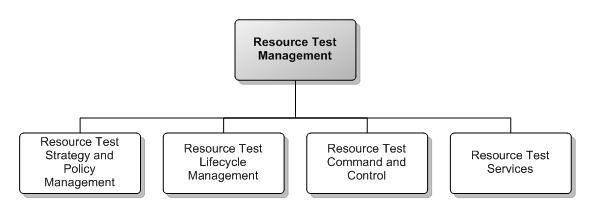 Resource Test
Management
Resource Test
Strategy and
Policy
Management
Resource Test
Lifecycle
Management
Resource Test
Command and
Control
Resource Test
Services